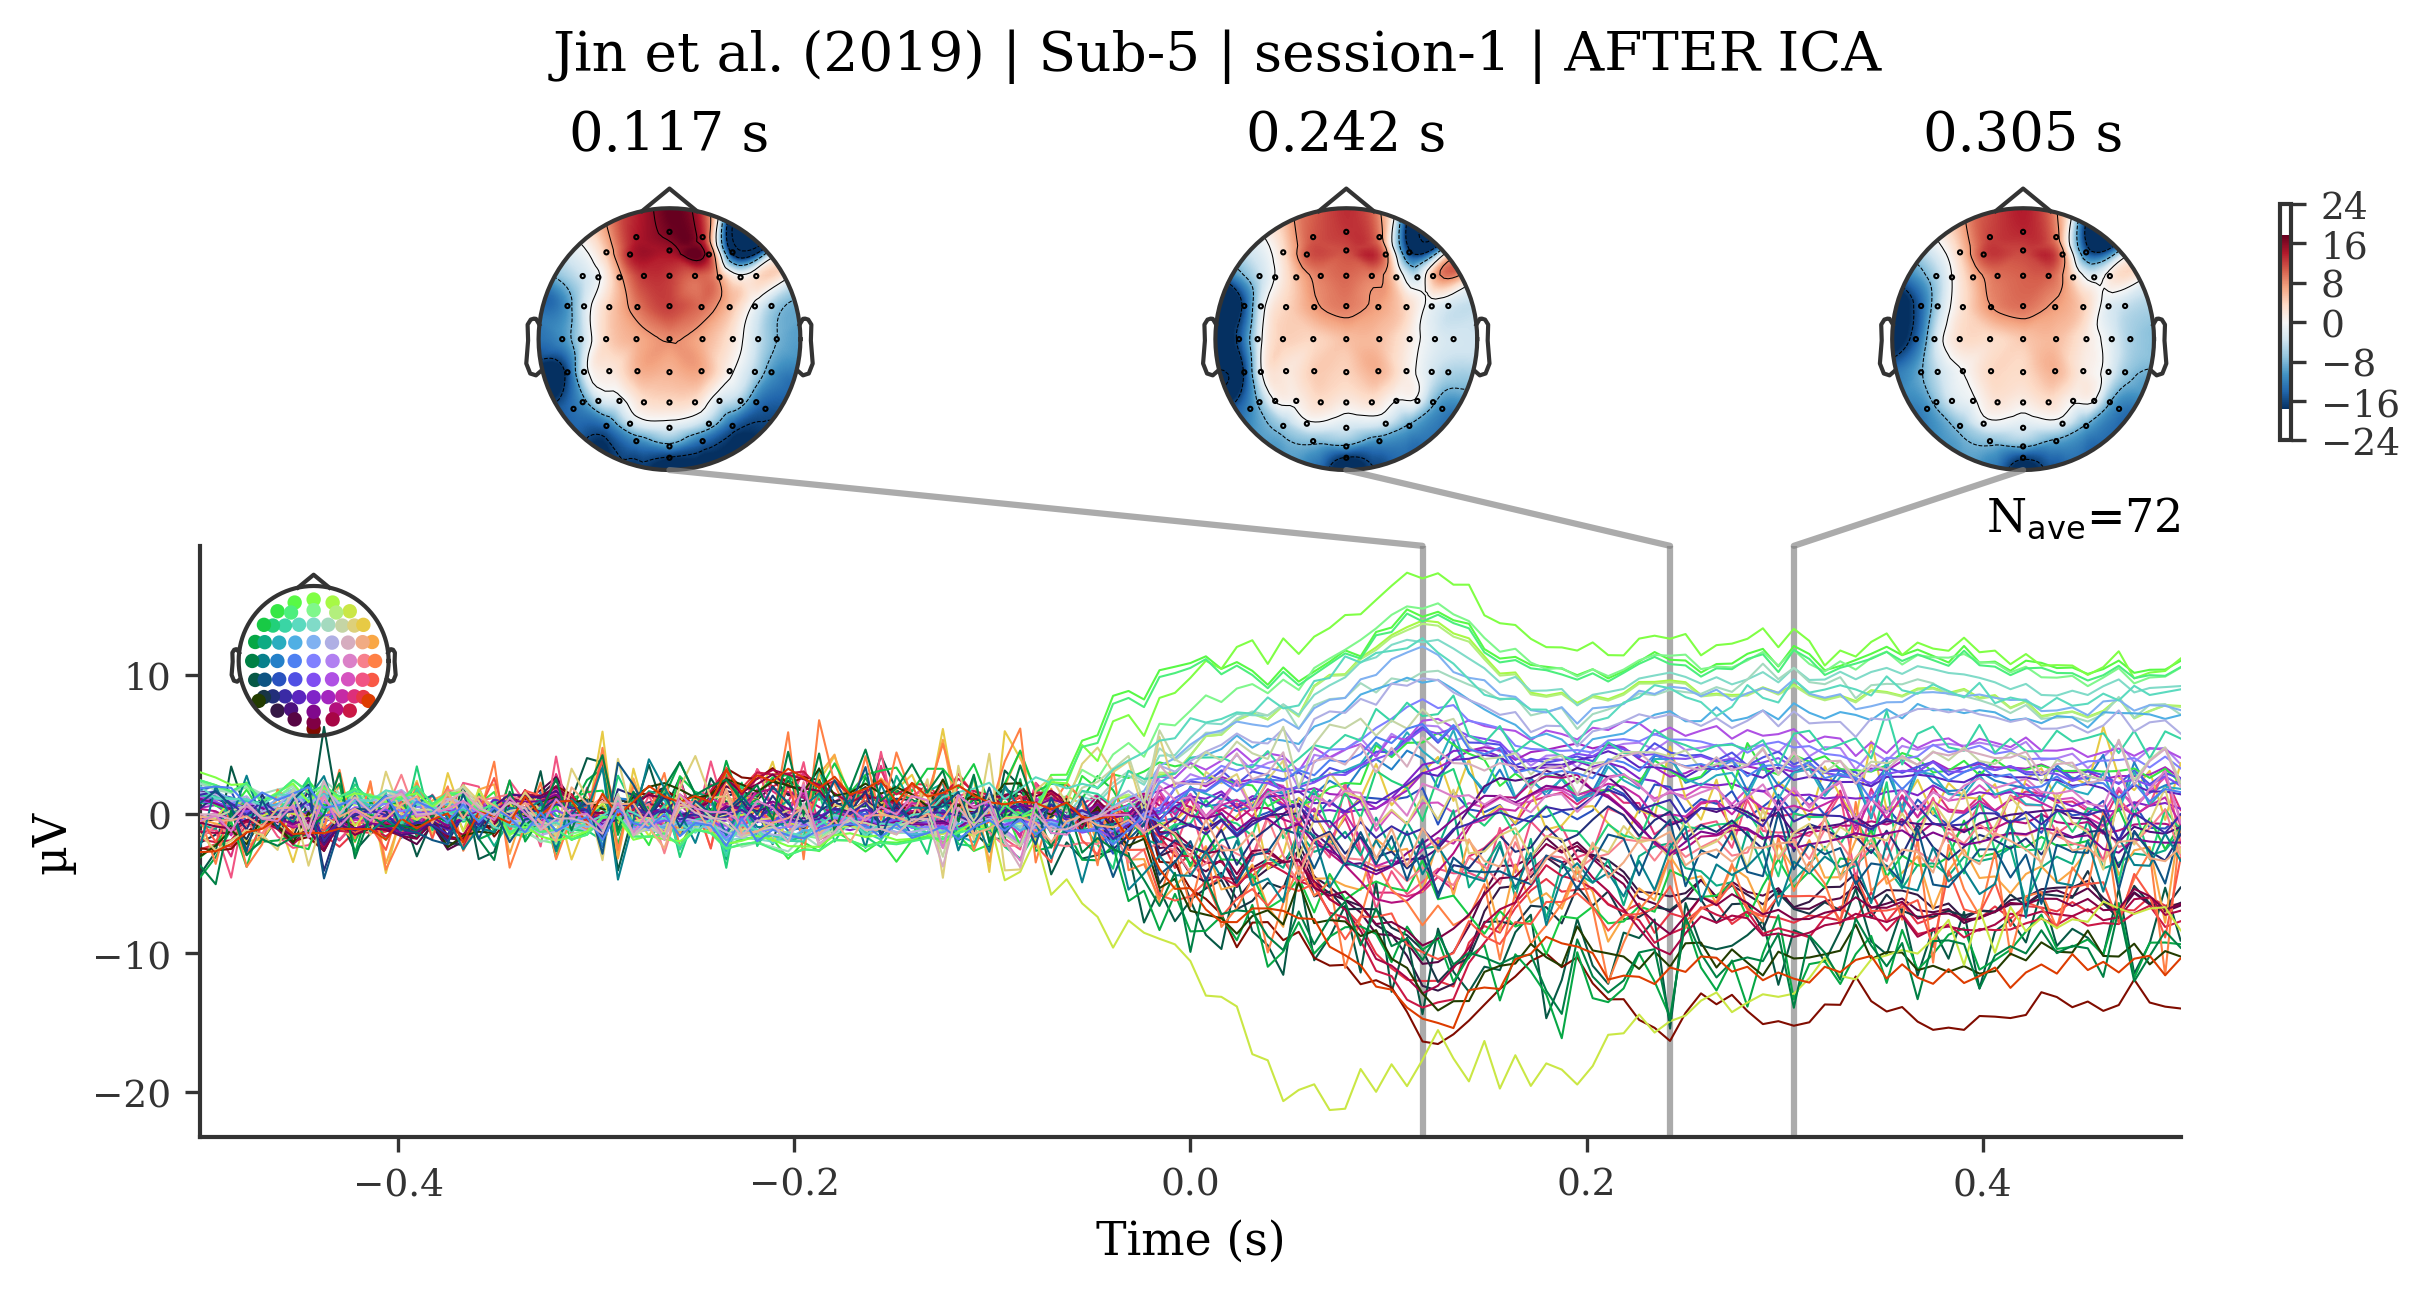 Jin et al. (2019) | Sub-5 | session-1 | AFTER ICA
0.117 s
0.242 s
0.305 s
24
16
8
0
−8
−16
−24
Nave=72
10
0
−10
−20
µV
−0.4
−0.2
0.0
0.2
0.4
Time (s)